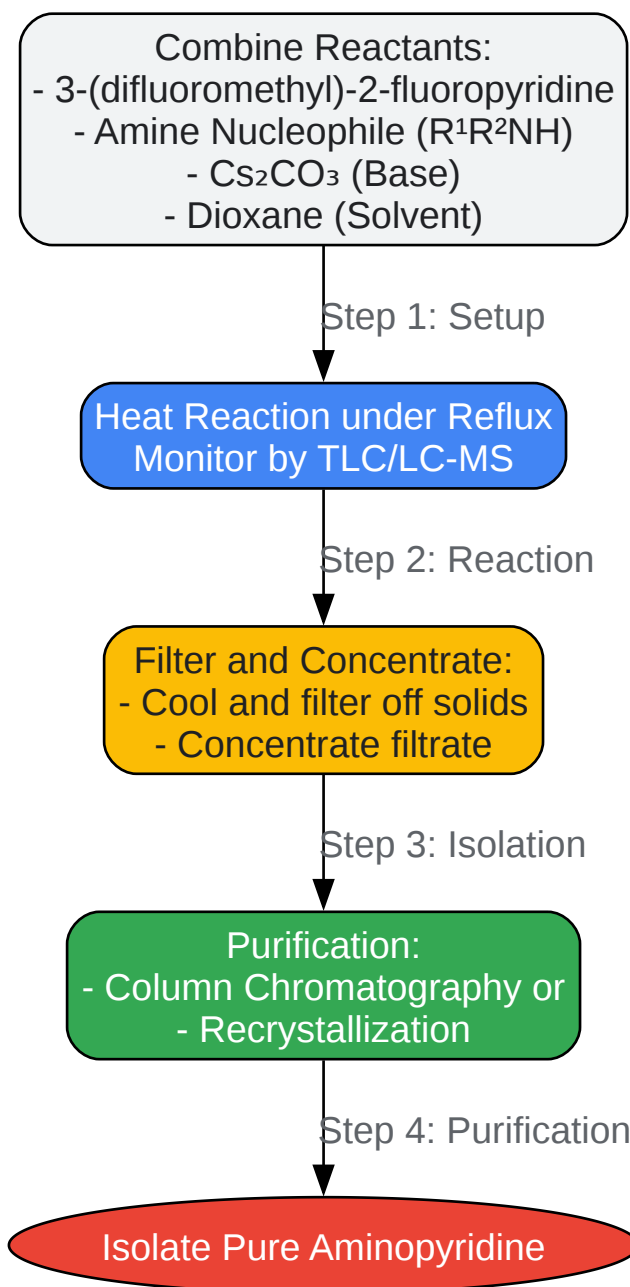 Combine Reactants:
- 3-(difluoromethyl)-2-fluoropyridine
- Amine Nucleophile (R¹R²NH)
- Cs₂CO₃ (Base)
- Dioxane (Solvent)
Step 1: Setup
Heat Reaction under Reflux
Monitor by TLC/LC-MS
Step 2: Reaction
Filter and Concentrate:
- Cool and filter off solids
- Concentrate filtrate
Step 3: Isolation
Purification:
- Column Chromatography or
- Recrystallization
Step 4: Purification
Isolate Pure Aminopyridine